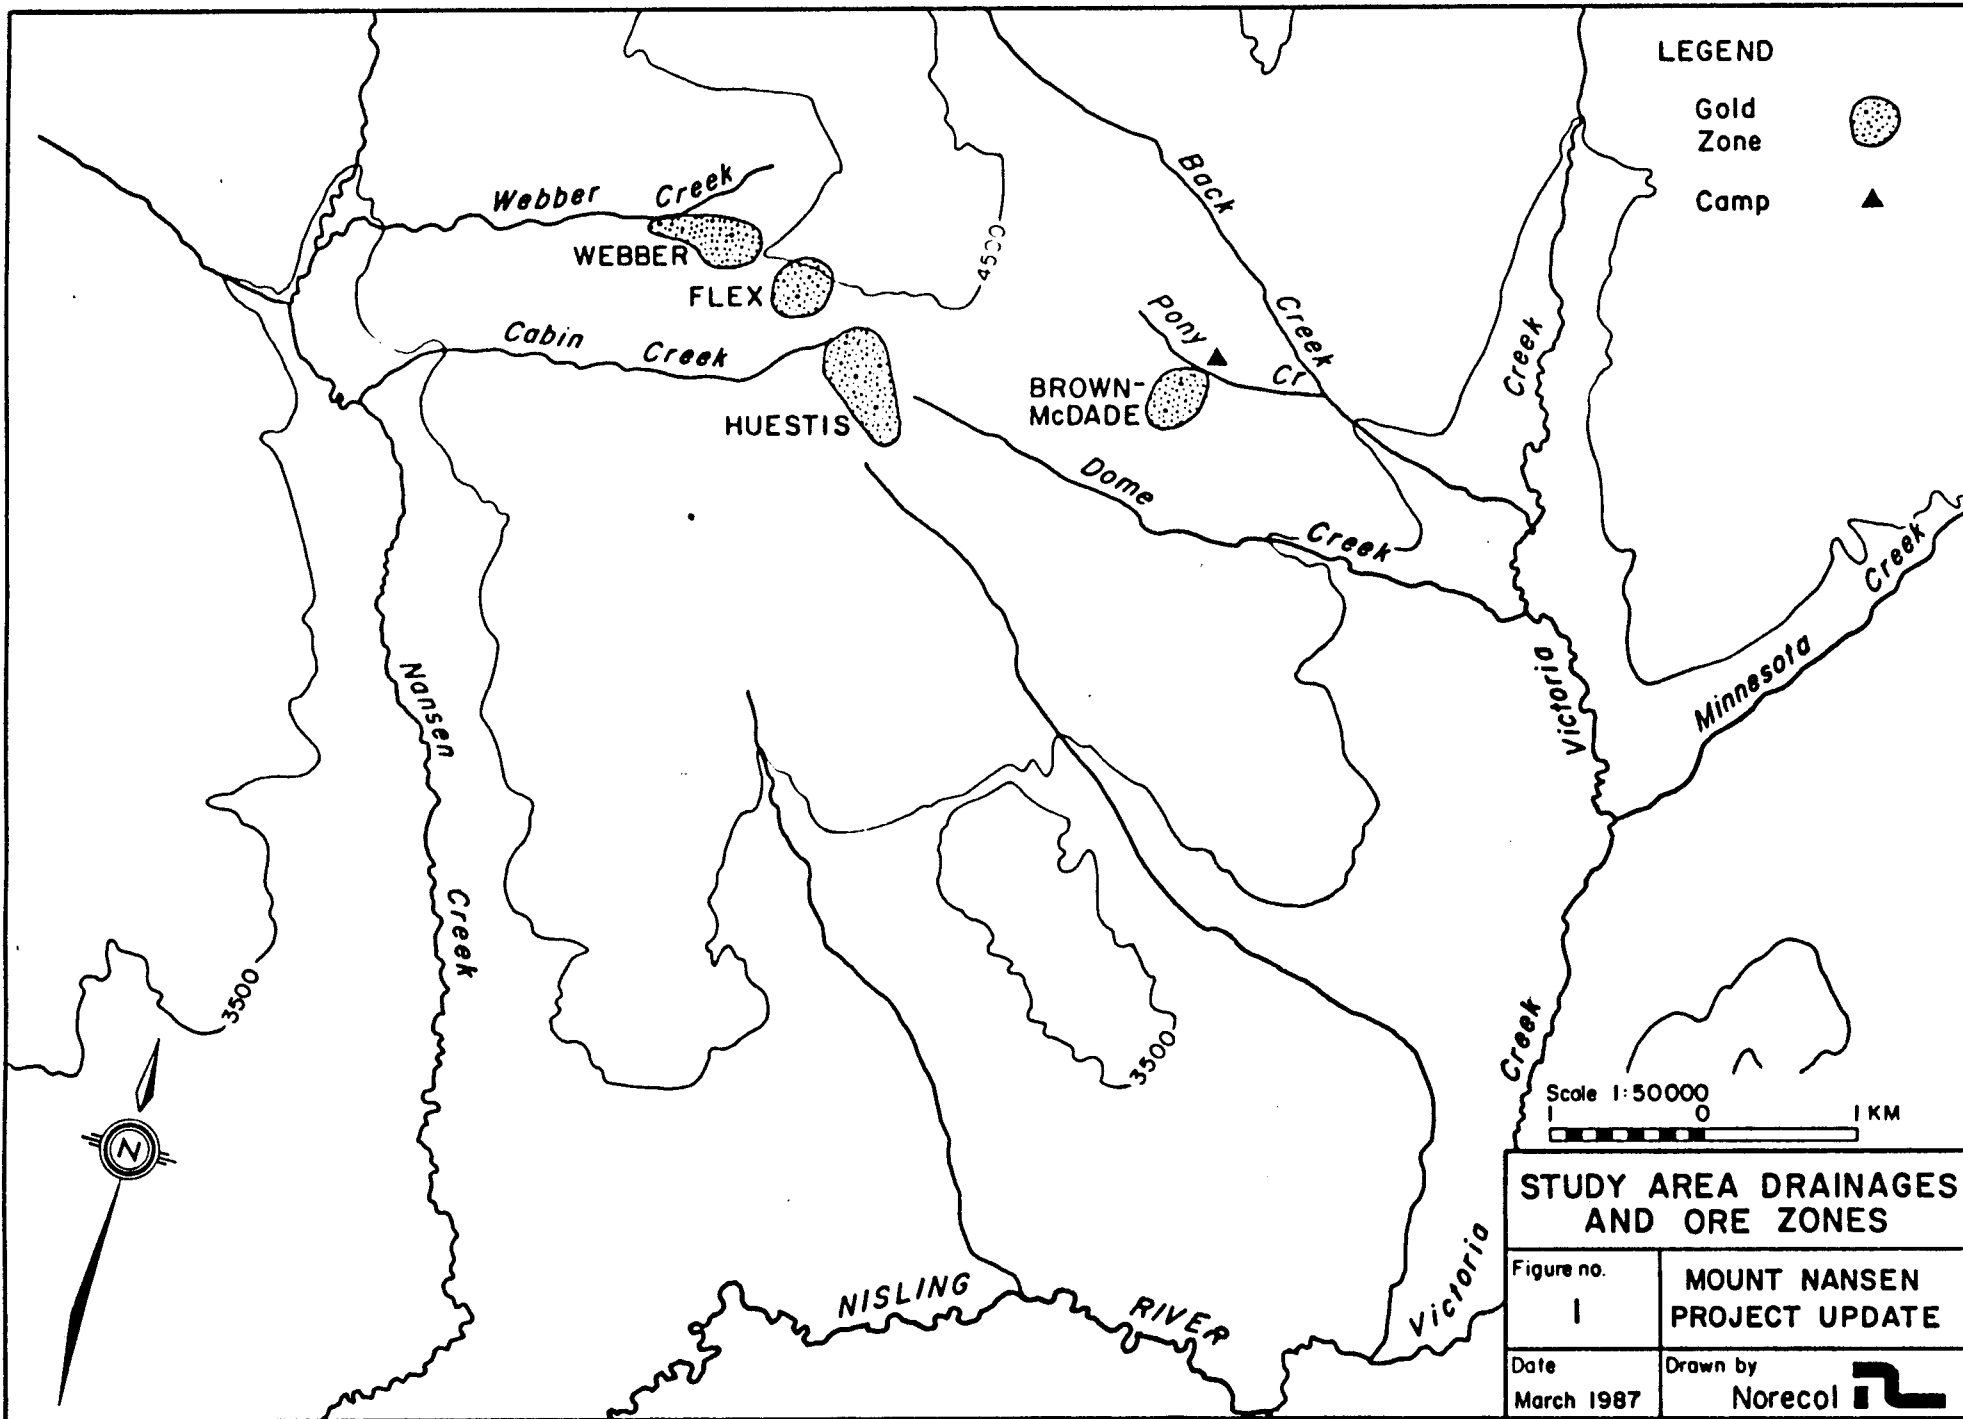 LEGEND
Gold
Zone
Camp
Webber Creek
WEBBER
FLEX
4500
Back Creek
Pony Cr
Cabin Creek
HUESTIS
BROWN-
McDADE
Dome Creek
Creek
Victoria
Minnesota Creek
Nansen Creek
3500
3500
N
Creek
Victoria
NISLING RIVER
Scale 1:50000
1 0 1 KM
STUDY AREA DRAINAGES
AND ORE ZONES
Figure no.
1
MOUNT NANSEN
PROJECT UPDATE
Date
March 1987
Drawn by
Norecol